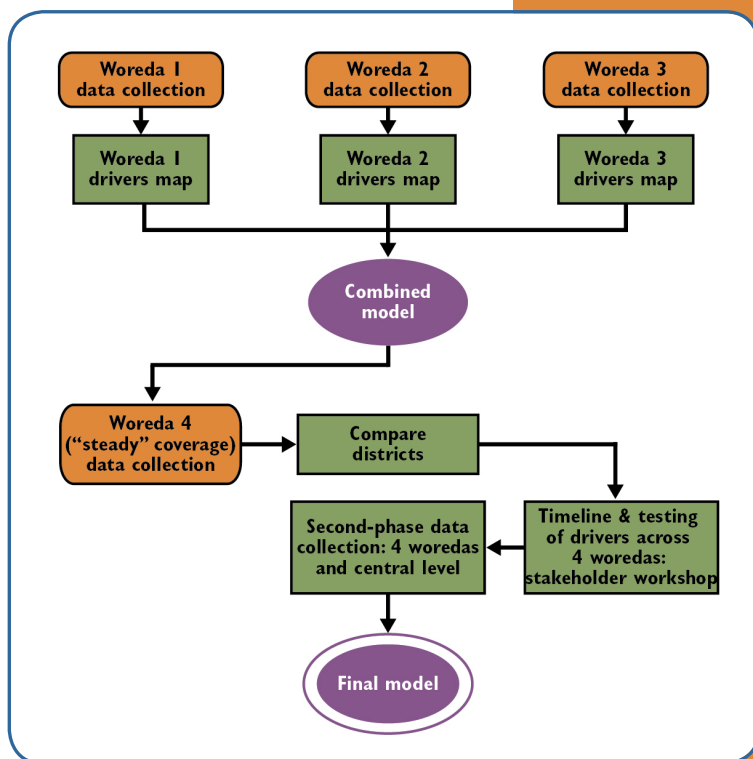 Woreda 1
data collection
Woreda 2
data collection
Woreda 3
data collection
Woreda 1
drivers map
Woreda 2
drivers map
Woreda 3
drivers map
Combined
model
Woreda 4
(“steady” coverage)
data collection
Compare
districts
Timeline & testing
of drivers across
4 woredas:
stakeholder workshop
Second-phase data
collection: 4 woredas
and central level
Final model